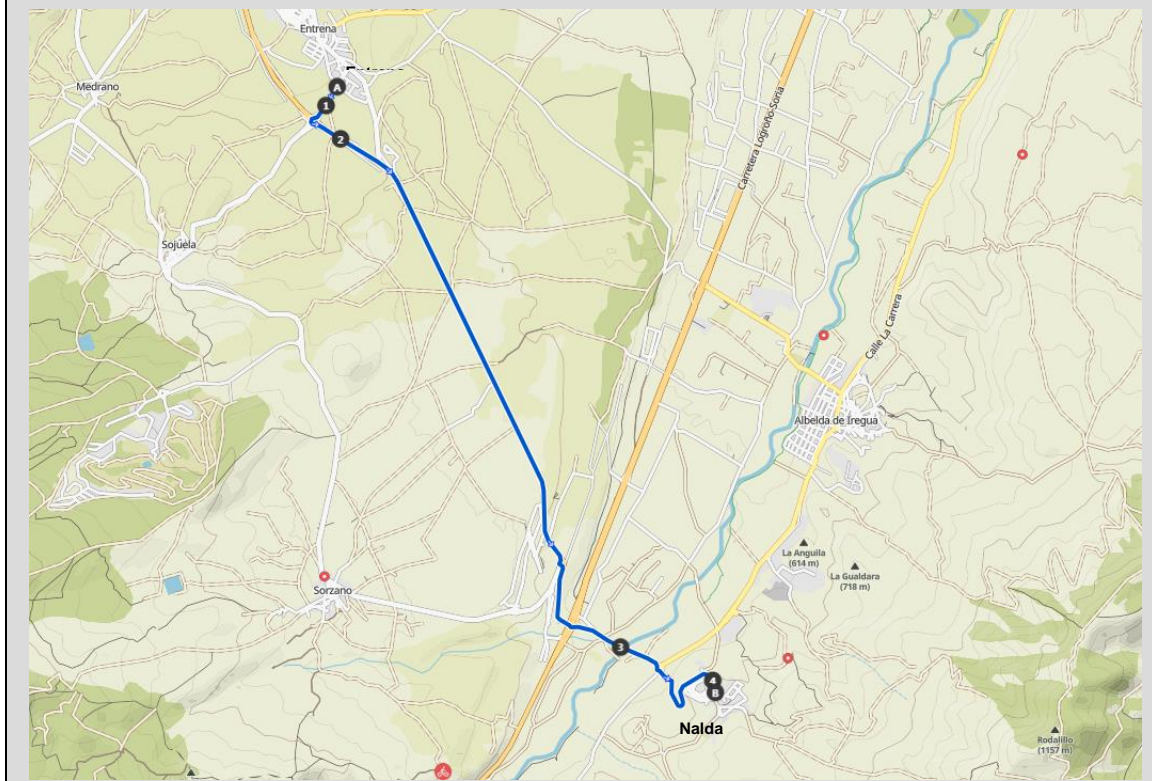 Entrena
Entrena
A
1
2
Medrano
Sojuela
Carretera Logroño-Soria
Calle La Carrera
Albelda de Iregua
La Anguila
(614 m)
La Gualdara
(718 m)
Sorzano
3
4
B
Nalda
Rodalillo
(1157 m)